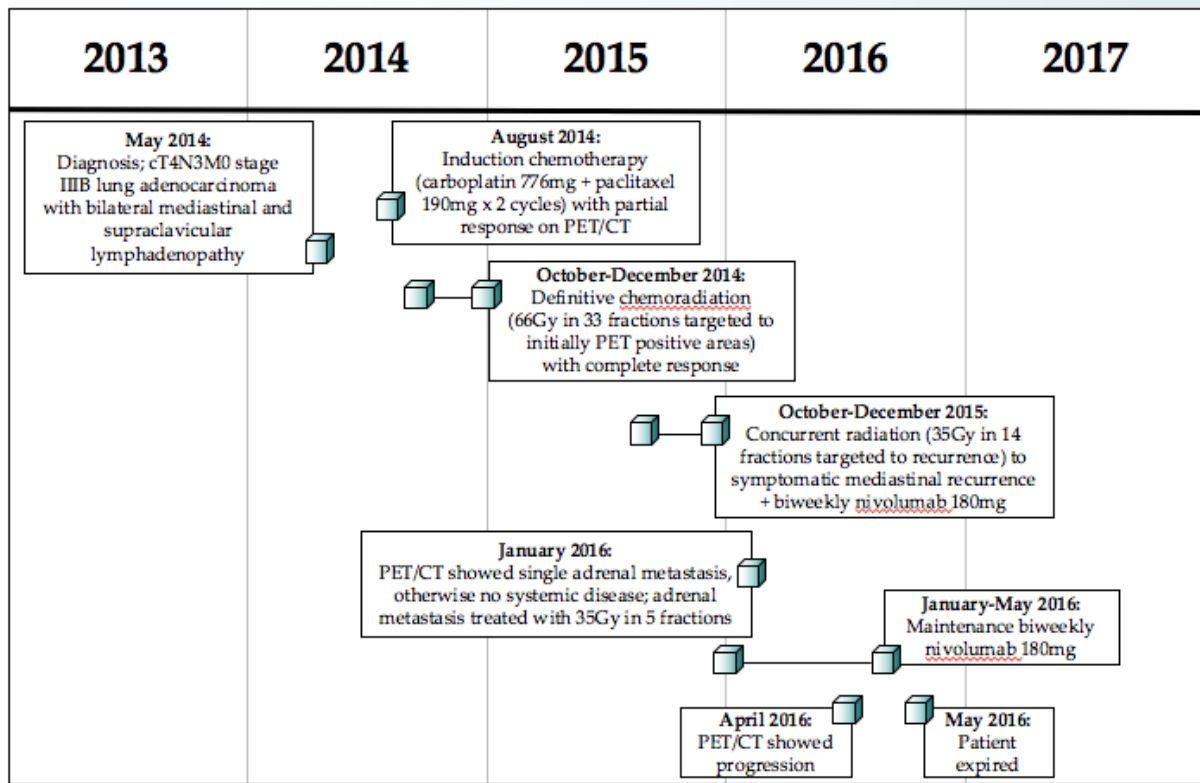 2013
2014
2015
2016
2017
May 2014:
Diagnosis; cT4N3M0 stage
IIIB lung adenocarcinoma
with bilateral mediastinal and
supraclavicular
lymphadenopathy
August 2014:
Induction chemotherapy
(carboplatin 776mg + paclitaxel
190mg x 2 cycles) with partial
response on PET/CT
October-December 2014:
Definitive chemoradiation
(66Gy in 33 fractions targeted to
initially PET positive areas)
with complete response
October-December 2015:
Concurrent radiation (35Gy in 14
fractions targeted to recurrence) to
symptomatic mediastinal recurrence
+ biweekly nivolumab 180mg
January 2016:
PET/CT showed single adrenal metastasis,
otherwise no systemic disease; adrenal
metastasis treated with 35Gy in 5 fractions
January-May 2016:
Maintenance biweekly
nivolumab 180mg
April 2016:
PET/CT showed
progression
May 2016:
Patient
expired